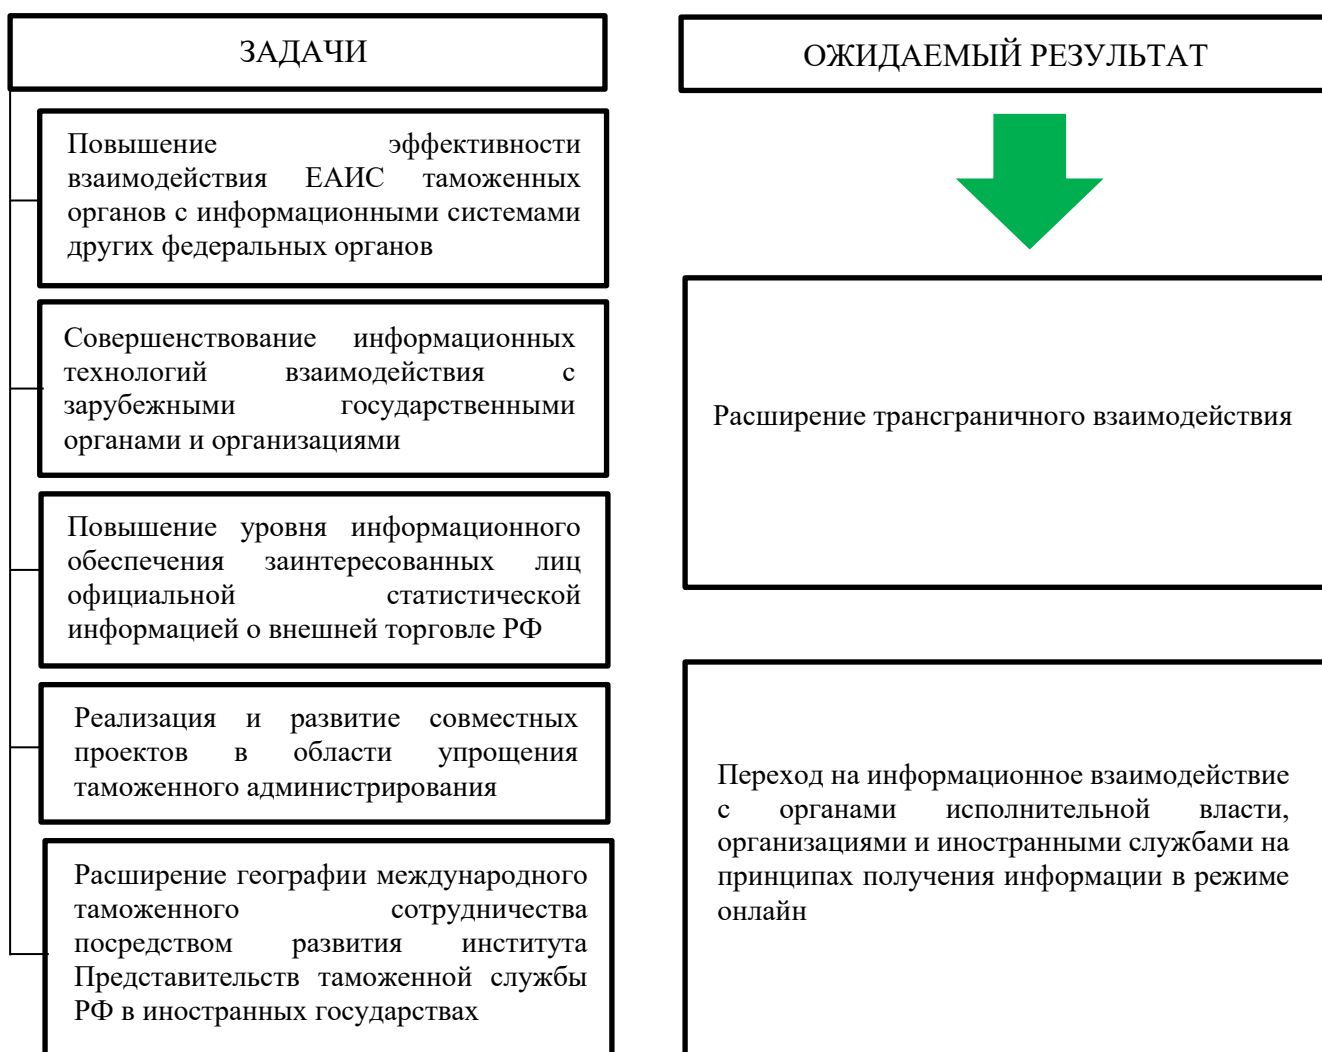 ЗАДАЧИ
Повышение эффективности
взаимодействия ЕАИС таможенных
органов с информационными системами
других федеральных органов
Совершенствование информационных
технологий взаимодействия с
зарубежными государственными
органами и организациями
Повышение уровня информационного
обеспечения заинтересованных лиц
официальной статистической
информацией о внешней торговле РФ
Реализация и развитие совместных
проектов в области упрощения
таможенного администрирования
Расширение географии международного
таможенного сотрудничества
посредством развития института
Представительств таможенной службы
РФ в иностранных государствах
ОЖИДАЕМЫЙ РЕЗУЛЬТАТ
Расширение трансграничного взаимодействия
Переход на информационное взаимодействие
с органами исполнительной власти,
организациями и иностранными службами на
принципах получения информации в режиме
онлайн